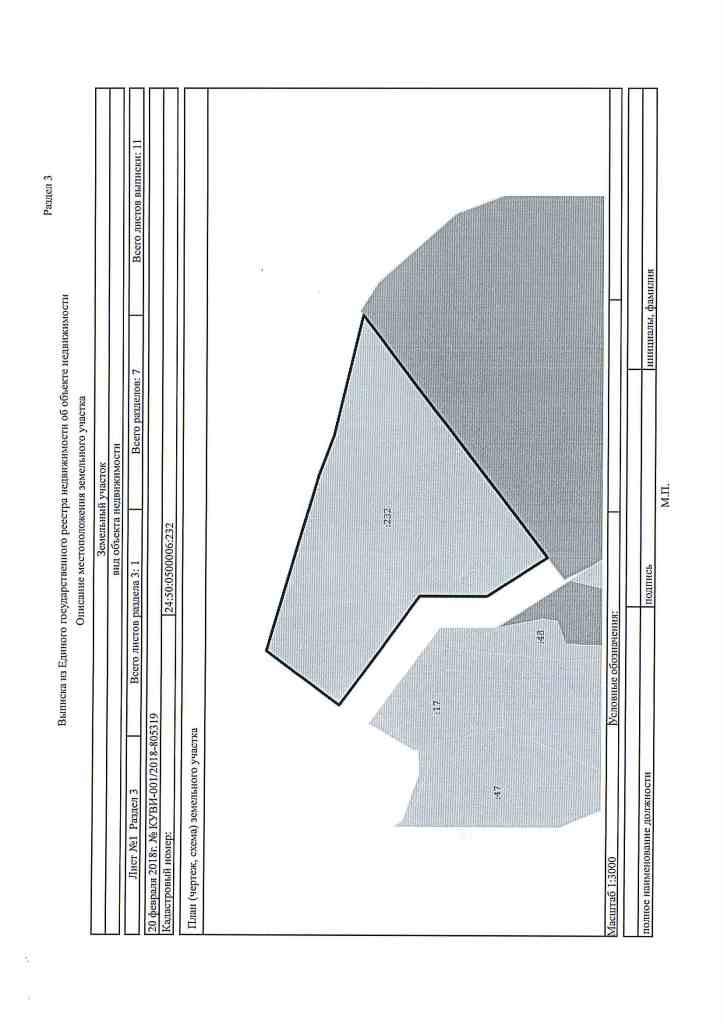 Раздел 3
Выписка из Единого государственного реестра недвижимости об объекте недвижимости
Описание местоположения земельного участка
Земельный участок
вид объекта недвижимости
Лист №1 Раздел 3 Всего листов раздела 3: 1 Всего разделов: 7 Всего листов выписки: 11
20 февраля 2018г. № КУВИ-001/2018-805319
Кадастровый номер: 24:50:0500006:232
План (чертеж, схема) земельного участка
:232
:17
:48
:47
Масштаб 1:3000 Условные обозначения:
полное наименование должности подпись инициалы, фамилия
М.П.